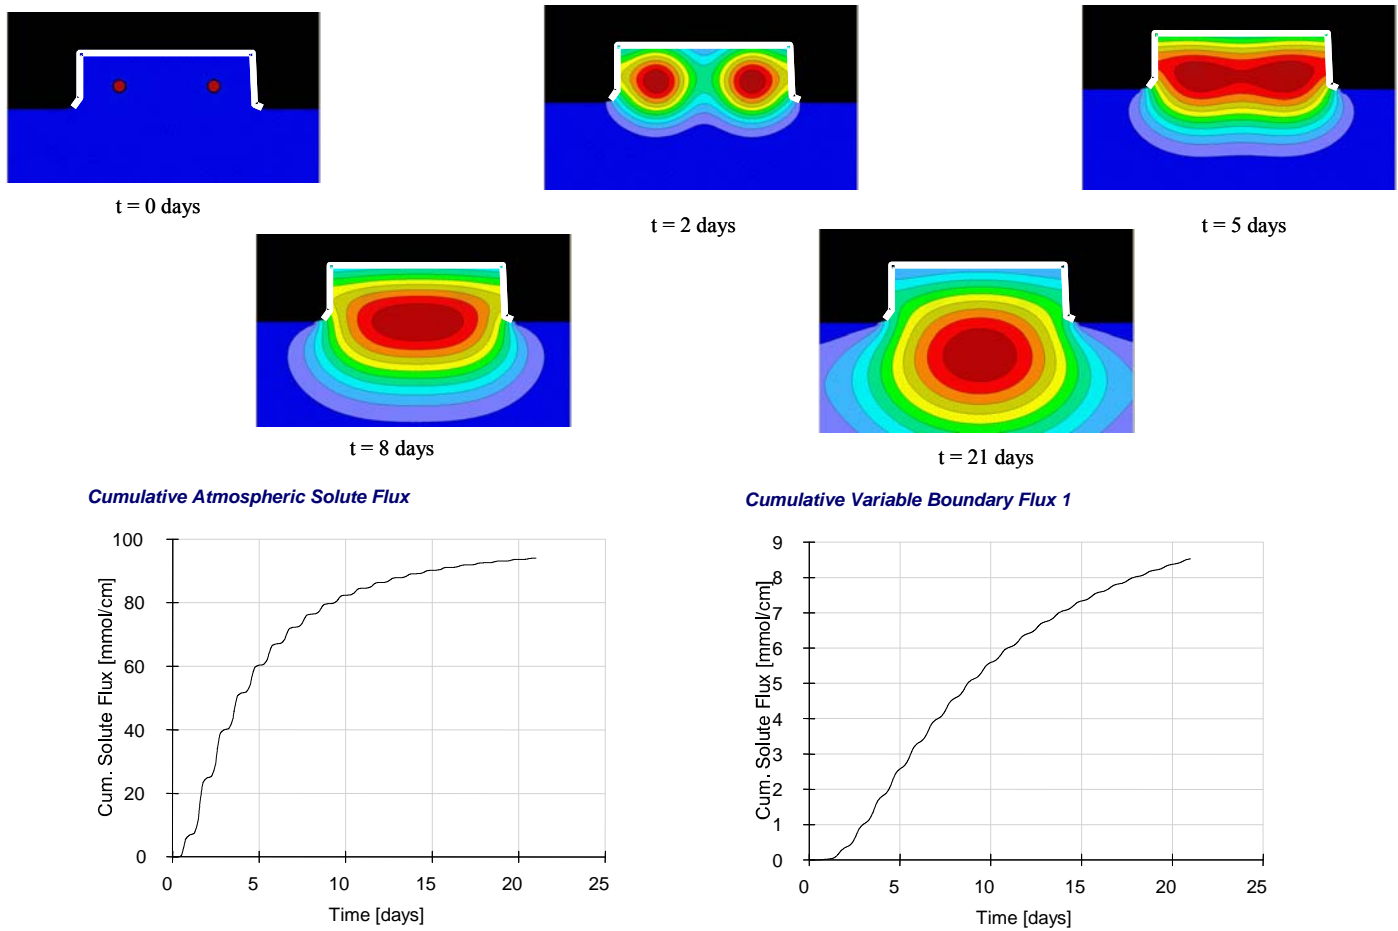 t = 0 days
t = 2 days
t = 5 days
t = 8 days
t = 21 days
Cumulative Atmospheric Solute Flux
Cum. Solute Flux [mmol/cm]
100
80
60
40
20
0
0 5 10 15 20 25
Time [days]
Cumulative Variable Boundary Flux 1
Cum. Solute Flux [mmol/cm]
9
8
7
6
5
4
3
2
1
0
0 5 10 15 20 25
Time [days]